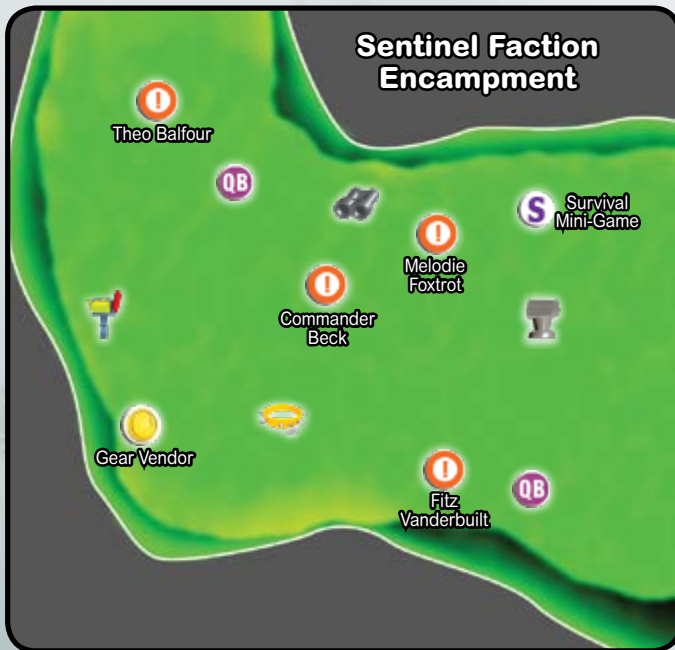 Sentinel Faction
Encampment
!
Theo Balfour
QB
S
Survival
Mini-Game
!
Melodie
Foxtrot
!
Commander
Beck
Gear Vendor
!
Fitz
Vanderbuilt
QB